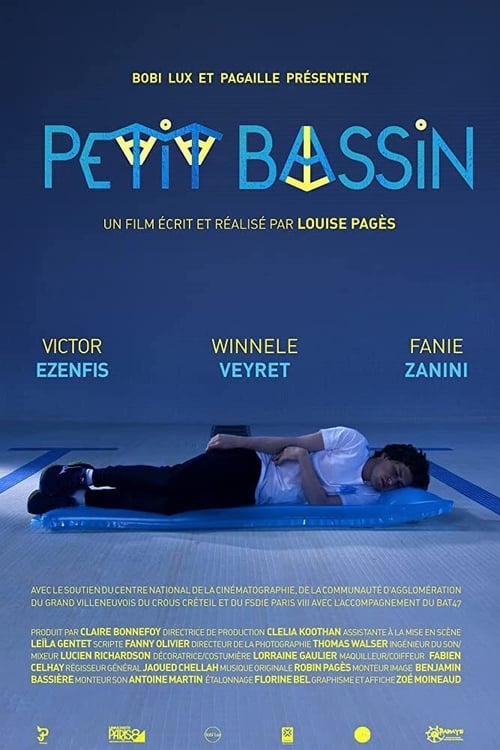 BOBI LUX ET PAGAILLE PRÉSENTENT
PETIT BASSIN
UN FILM ÉCRIT ET RÉALISÉ PAR LOUISE PAGÈS
VICTOR EZENFIS
WINNELE VEYRET
FANIE ZANINI
AVEC LE SOUTIEN DU CENTRE NATIONAL DE LA CINÉMATOGRAPHIE, DE LA COMMUNAUTÉ D'AGGLOMÉRATION
DU GRAND VILLENEUVOIS DU CROUS CRÉTEIL ET DU FSDIE PARIS VIII AVEC L'ACCOMPAGNEMENT DU BAT47
PRODUIT PAR CLAIRE BONNEFOY DIRECTRICE DE PRODUCTION CLELIA KOOTHAN ASSISTANTE À LA MISE EN SCÈNE
LEÏLA GENTET SCRIPTE FANNY OLIVIER DIRECTEUR DE LA PHOTOGRAPHIE THOMAS WALSER INGÉNIEUR DU SON/
MIXEUR LUCIEN RICHARDSON DÉCORATRICE/COSTUMIÈRE LORRAINE GAULIER MAQUILLEUR/COIFFEUR FABIEN
CELHAY RÉGISSEUR GÉNÉRAL JAOUED CHELLAH MUSIQUE ORIGINALE ROBIN PAGÈS MONTEUR IMAGE BENJAMIN
BASSIÈRE MONTEUR SON ANTOINE MARTIN ÉTALONNAGE FLORINE BEL GRAPHISME ET AFFICHE ZOÉ MOINEAUD
PARIS 8